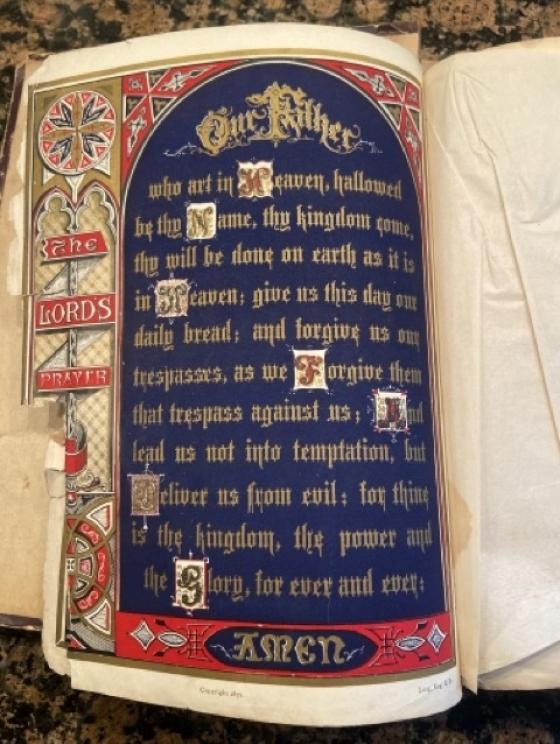 The
LORD'S
PRAYER
Our Father
who art in Heaven, hallowed
be thy Name, thy kingdom come,
thy will be done on earth as it is
in Heaven; give us this day our
daily bread; and forgive us our
trespasses, as we Forgive them
that trespass against us; And
lead us not into temptation, but
Deliver us from evil: for thine
is the kingdom, the power and
the Glory, for ever and ever:
AMEN
Copyright